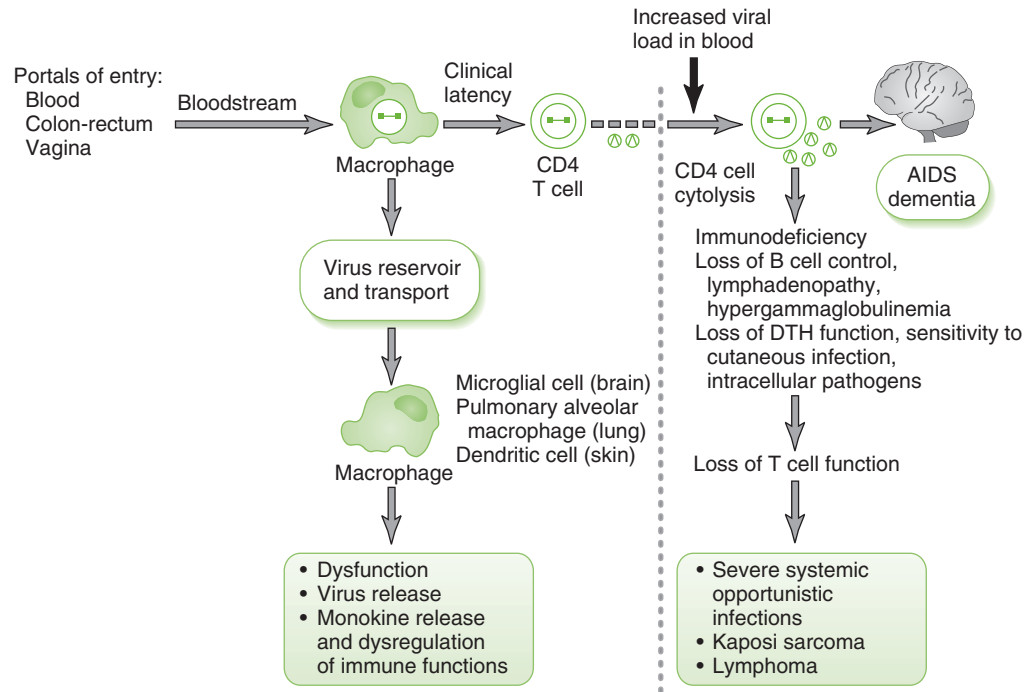 Increased viral
load in blood
Portals of entry:
Blood
Colon-rectum
Vagina
Bloodstream
Macrophage
Clinical
latency
CD4
T cell
CD4 cell
cytolysis
AIDS
dementia
Virus reservoir
and transport
Microglial cell (brain)
Pulmonary alveolar
macrophage (lung)
Dendritic cell (skin)
Macrophage
• Dysfunction
• Virus release
• Monokine release
and dysregulation
of immune functions
Immunodeficiency
Loss of B cell control,
lymphadenopathy,
hypergammaglobulinemia
Loss of DTH function, sensitivity to
cutaneous infection,
intracellular pathogens
Loss of T cell function
• Severe systemic
opportunistic
infections
• Kaposi sarcoma
• Lymphoma